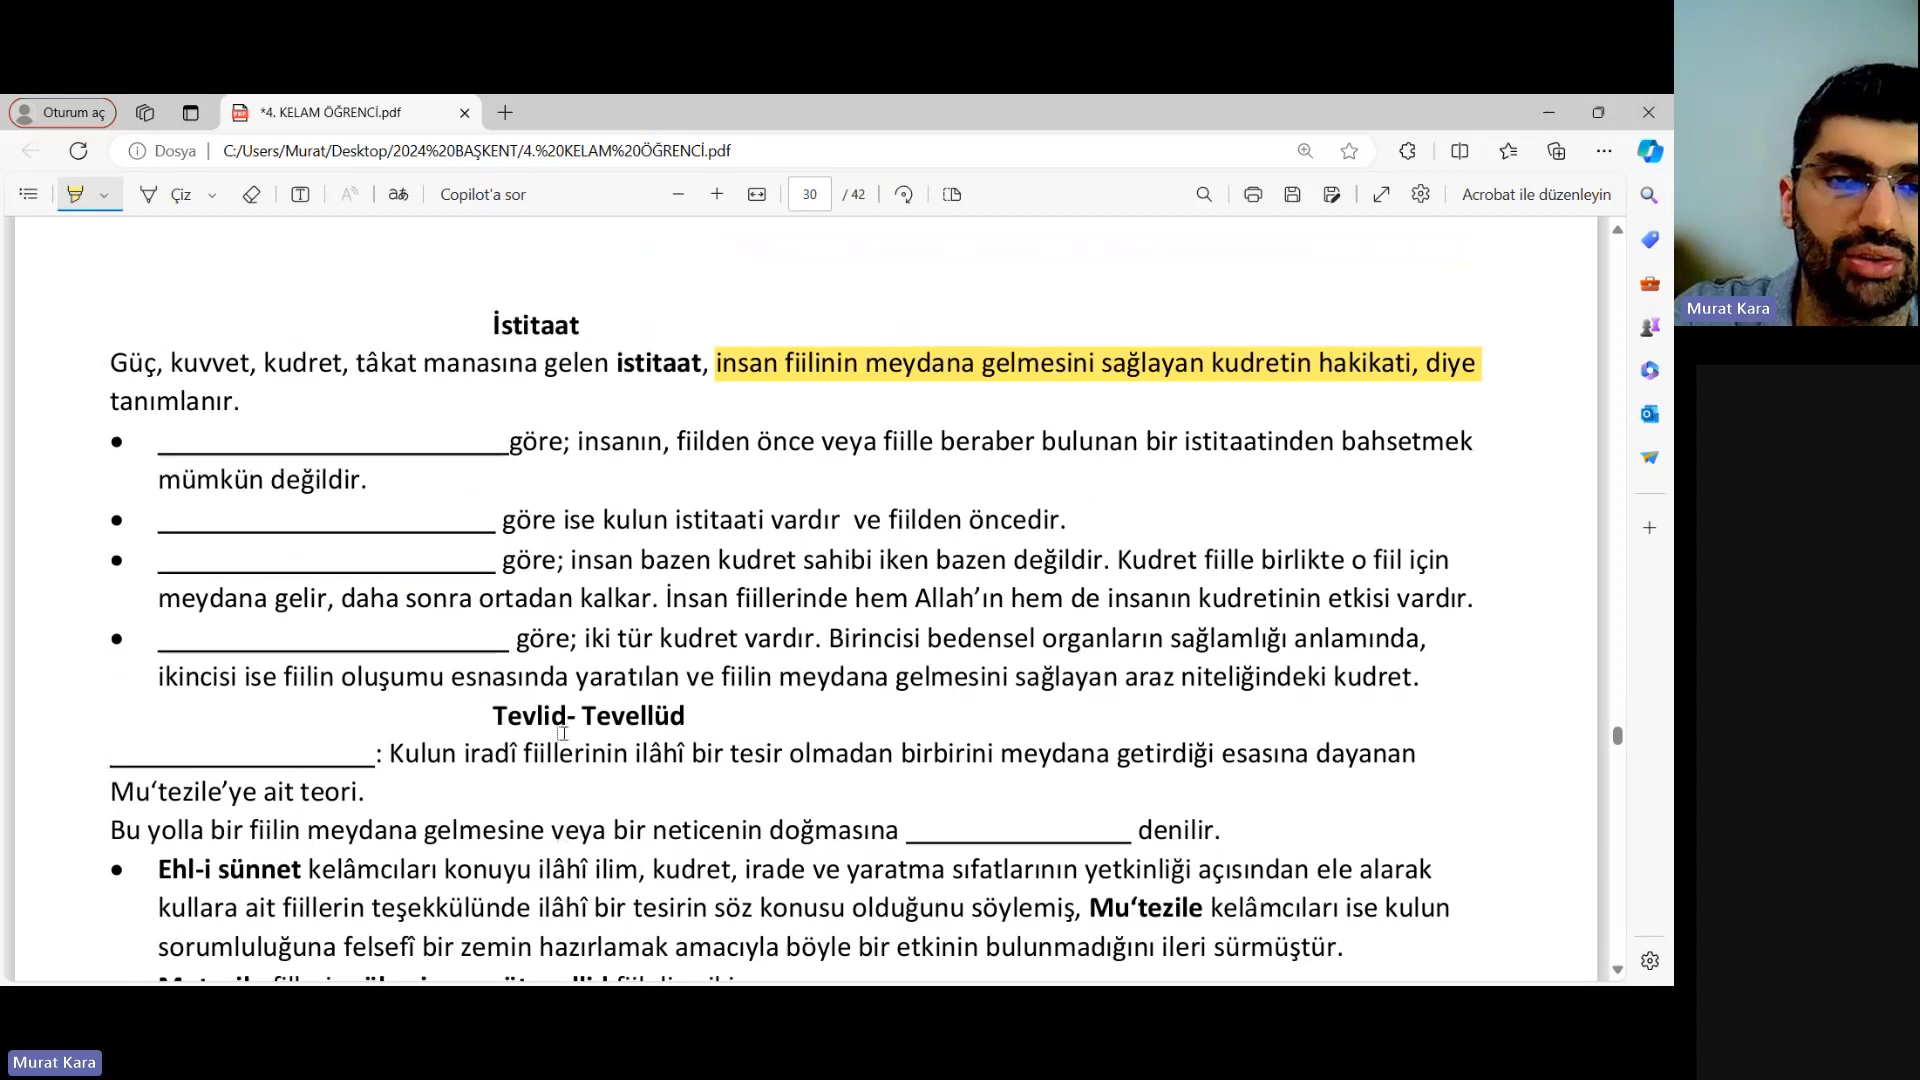 Oturum aç
*4. KELAM ÖĞRENCİ.pdf
Dosya
C:/Users/Murat/Desktop/2024%20BAŞKENT/4.%20KELAM%20ÖĞRENCİ.pdf
Çiz
aあ
Copilot'a sor
30
/ 42
Acrobat ile düzenleyin
İstitaat
Güç, kuvvet, kudret, tâkat manasına gelen istitaat, insan fiilinin meydana gelmesini sağlayan kudretin hakikati, diye
tanımlanır.
• __________________________göre; insanın, fiilden önce veya fiille beraber bulunan bir istitaatinden bahsetmek
mümkün değildir.
• _________________________ göre ise kulun istitaati vardır  ve fiilden öncedir.
• _________________________ göre; insan bazen kudret sahibi iken bazen değildir. Kudret fiille birlikte o fiil için
meydana gelir, daha sonra ortadan kalkar. İnsan fiillerinde hem Allah’ın hem de insanın kudretinin etkisi vardır.
• __________________________ göre; iki tür kudret vardır. Birincisi bedensel organların sağlamlığı anlamında,
ikincisi ise fiilin oluşumu esnasında yaratılan ve fiilin meydana gelmesini sağlayan araz niteliğindeki kudret.
Tevlid- Tevellüd
____________________: Kulun iradî fiillerinin ilâhî bir tesir olmadan birbirini meydana getirdiği esasına dayanan
Mu‘tezile’ye ait teori.
Bu yolla bir fiilin meydana gelmesine veya bir neticenin doğmasına _________________ denilir.
• Ehl-i sünnet kelâmcıları konuyu ilâhî ilim, kudret, irade ve yaratma sıfatlarının yetkinliği açısından ele alarak
kullara ait fiillerin teşekkülünde ilâhî bir tesirin söz konusu olduğunu söylemiş, Mu‘tezile kelâmcıları ise kulun
sorumluluğuna felsefî bir zemin hazırlamak amacıyla böyle bir etkinin bulunmadığını ileri sürmüştür.
Murat Kara
Murat Kara